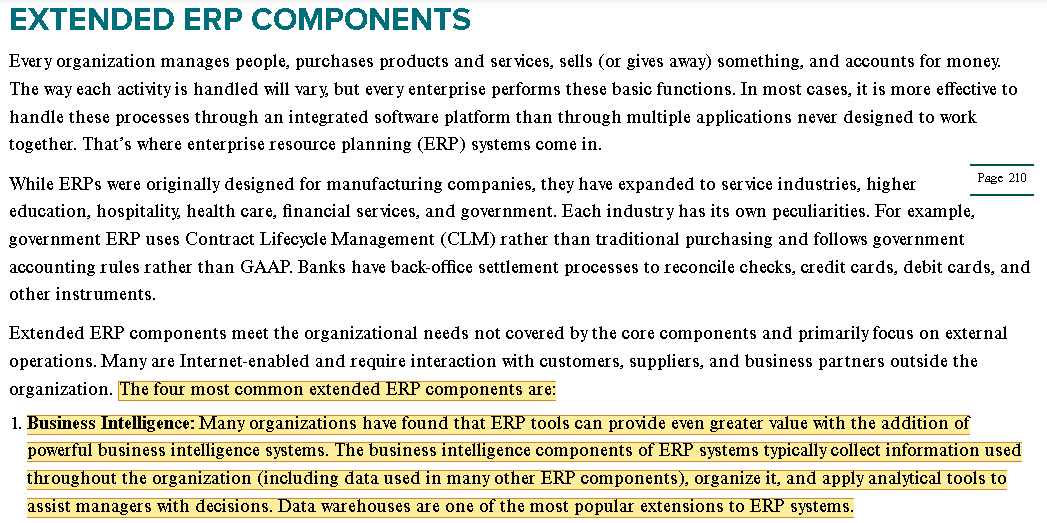 EXTENDED ERP COMPONENTS
Every organization manages people, purchases products and services, sells (or gives away) something, and accounts for money.
The way each activity is handled will vary, but every enterprise performs these basic functions. In most cases, it is more effective to
handle these processes through an integrated software platform than through multiple applications never designed to work
together. That's where enterprise resource planning (ERP) systems come in.
Page 210
While ERPs were originally designed for manufacturing companies, they have expanded to service industries, higher
education, hospitality, health care, financial services, and government. Each industry has its own peculiarities. For example,
government ERP uses Contract Lifecycle Management (CLM) rather than traditional purchasing and follows government
accounting rules rather than GAAP. Banks have back-office settlement processes to reconcile checks, credit cards, debit cards, and
other instruments.
Extended ERP components meet the organizational needs not covered by the core components and primarily focus on external
operations. Many are Internet-enabled and require interaction with customers, suppliers, and business partners outside the
organization. The four most common extended ERP components are:
1. Business Intelligence: Many organizations have found that ERP tools can provide even greater value with the addition of
powerful business intelligence systems. The business intelligence components of ERP systems typically collect information used
throughout the organization (including data used in many other ERP components), organize it, and apply analytical tools to
assist managers with decisions. Data warehouses are one of the most popular extensions to ERP systems.